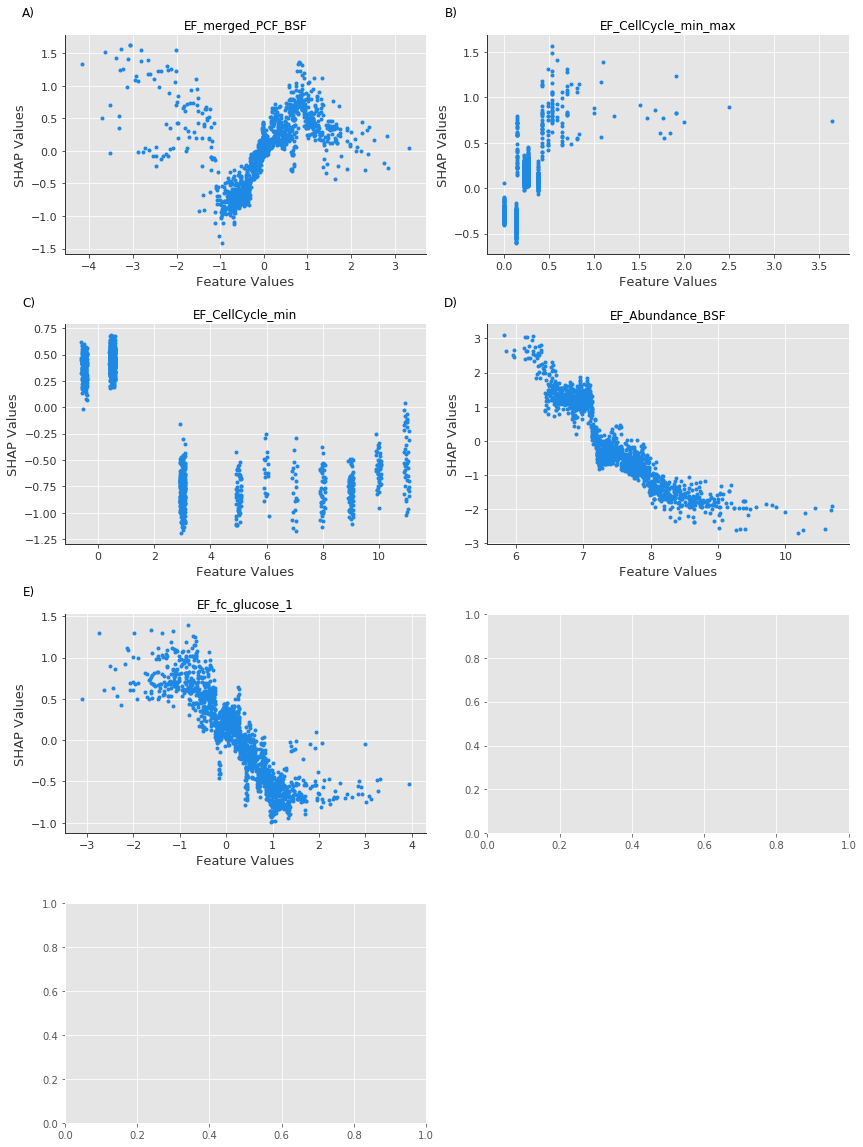 A)
EF_merged_PCF_BSF
1.5
1.0
0.5
0.0
−0.5
−1.0
−1.5
SHAP Values
−4 −3 −2 −1 0 1 2 3
Feature Values
B)
EF_CellCycle_min_max
1.5
1.0
0.5
0.0
−0.5
SHAP Values
0.0 0.5 1.0 1.5 2.0 2.5 3.0 3.5
Feature Values
C)
EF_CellCycle_min
0.75
0.50
0.25
0.00
−0.25
−0.50
−0.75
−1.00
−1.25
SHAP Values
0 2 4 6 8 10
Feature Values
D)
EF_Abundance_BSF
3
2
1
0
−1
−2
−3
SHAP Values
6 7 8 9 10
Feature Values
E)
EF_fc_glucose_1
1.5
1.0
0.5
0.0
−0.5
−1.0
SHAP Values
−3 −2 −1 0 1 2 3 4
Feature Values
1.0
0.8
0.6
0.4
0.2
0.0
0.0 0.2 0.4 0.6 0.8 1.0
1.0
0.8
0.6
0.4
0.2
0.0
0.0 0.2 0.4 0.6 0.8 1.0